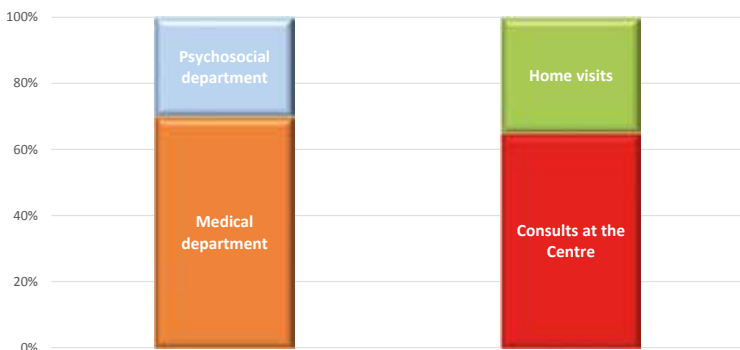 100%
80%
60%
40%
20%
0%
Psychosocial
department
Medical
department
Home visits
Consults at the
Centre